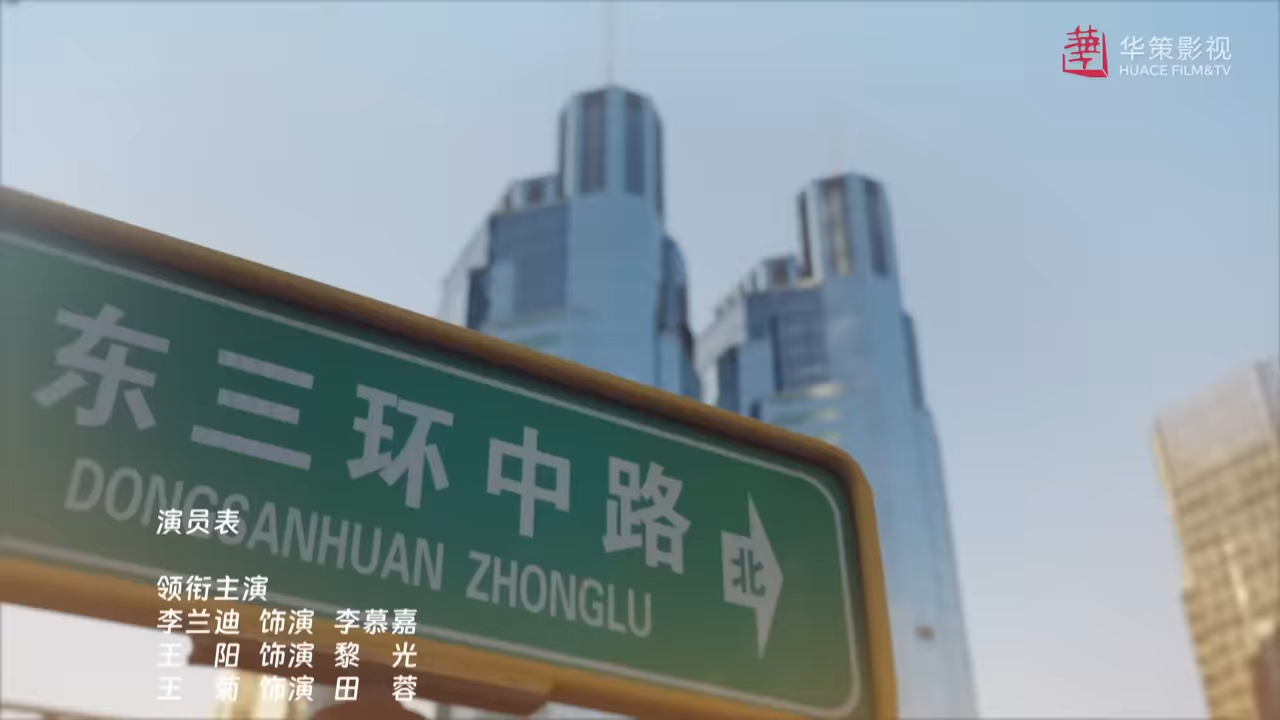 华策影视
HUACE FILM&TV
东三环中路
北
DONGSANHUAN ZHONGLU
演员表
领衔主演
李兰迪 饰演 李慕嘉
王 阳 饰演 黎 光
王 菊 饰演 田 蓉